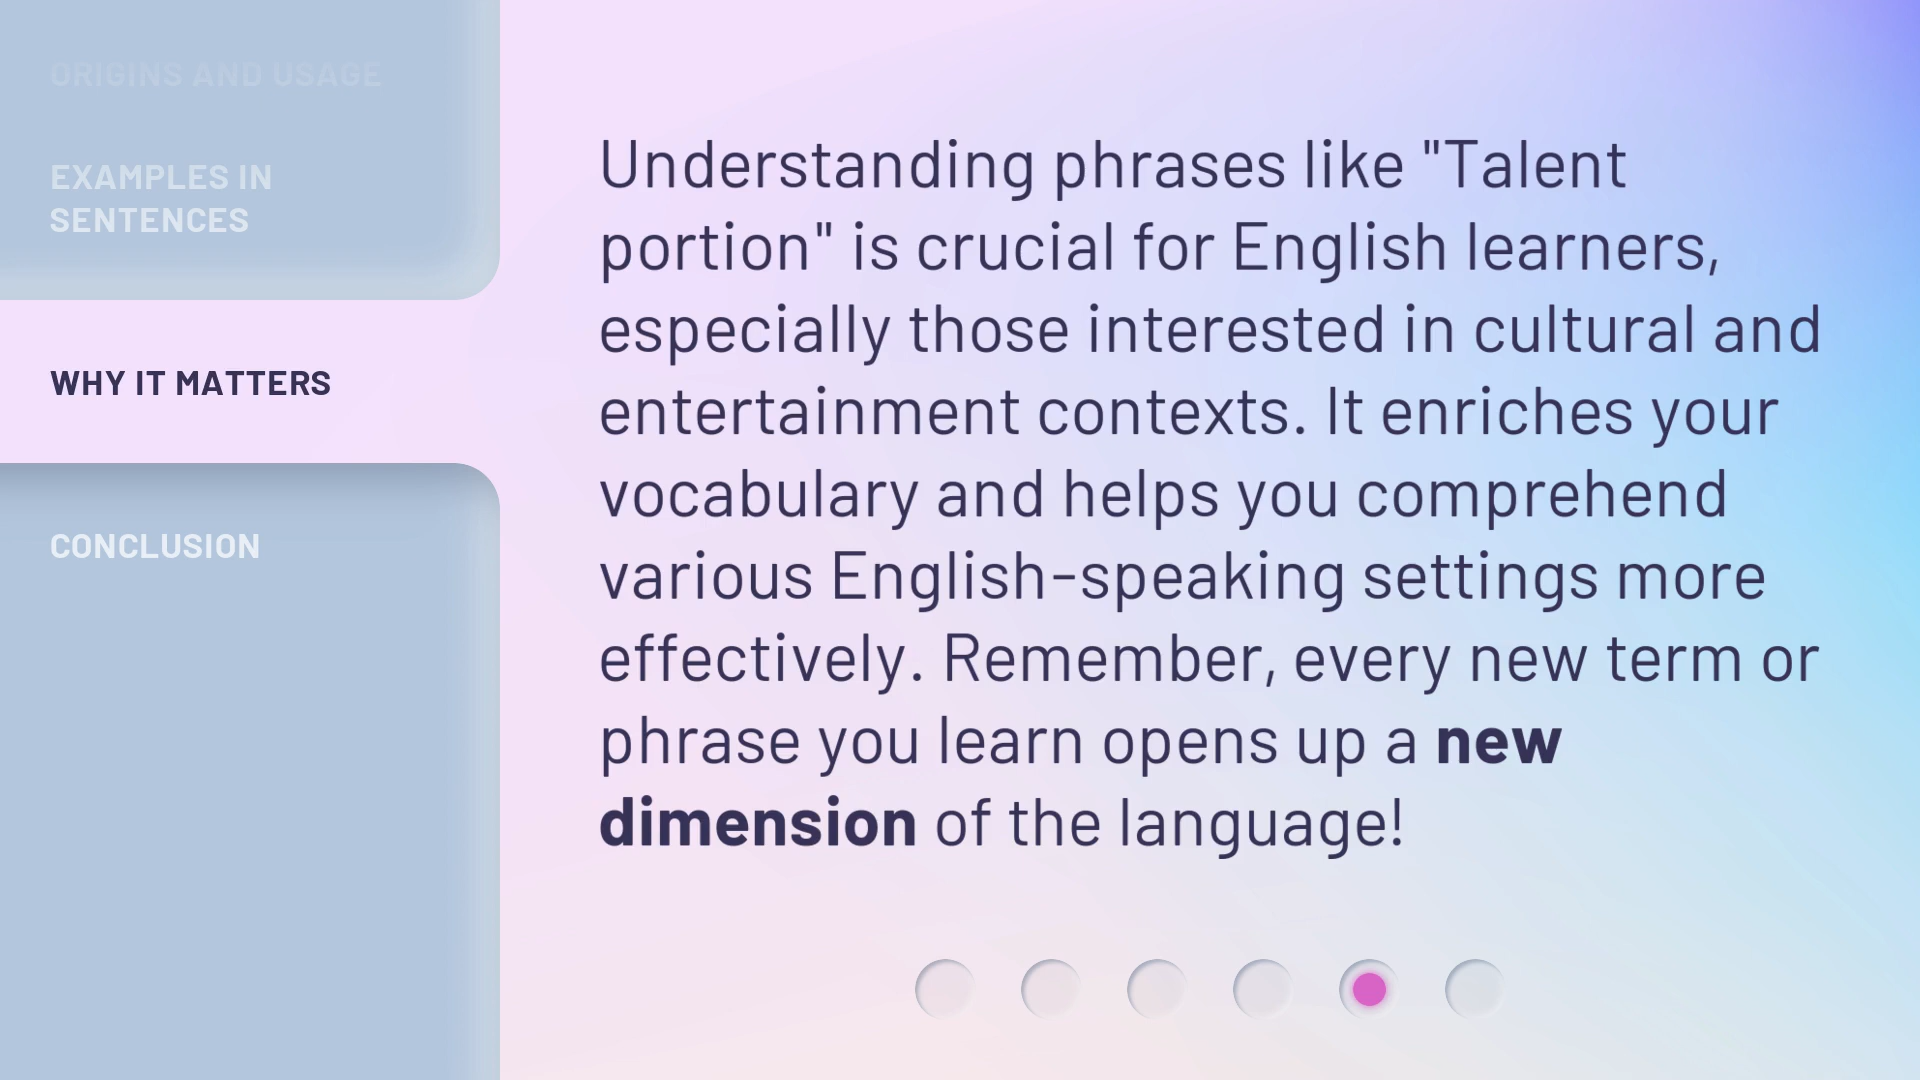 ORIGINS AND USAGE
EXAMPLES IN
SENTENCES
WHY IT MATTERS
CONCLUSION
Understanding phrases like "Talent
portion" is crucial for English learners,
especially those interested in cultural and
entertainment contexts. It enriches your
vocabulary and helps you comprehend
various English-speaking settings more
effectively. Remember, every new term or
phrase you learn opens up a new
dimension of the language!